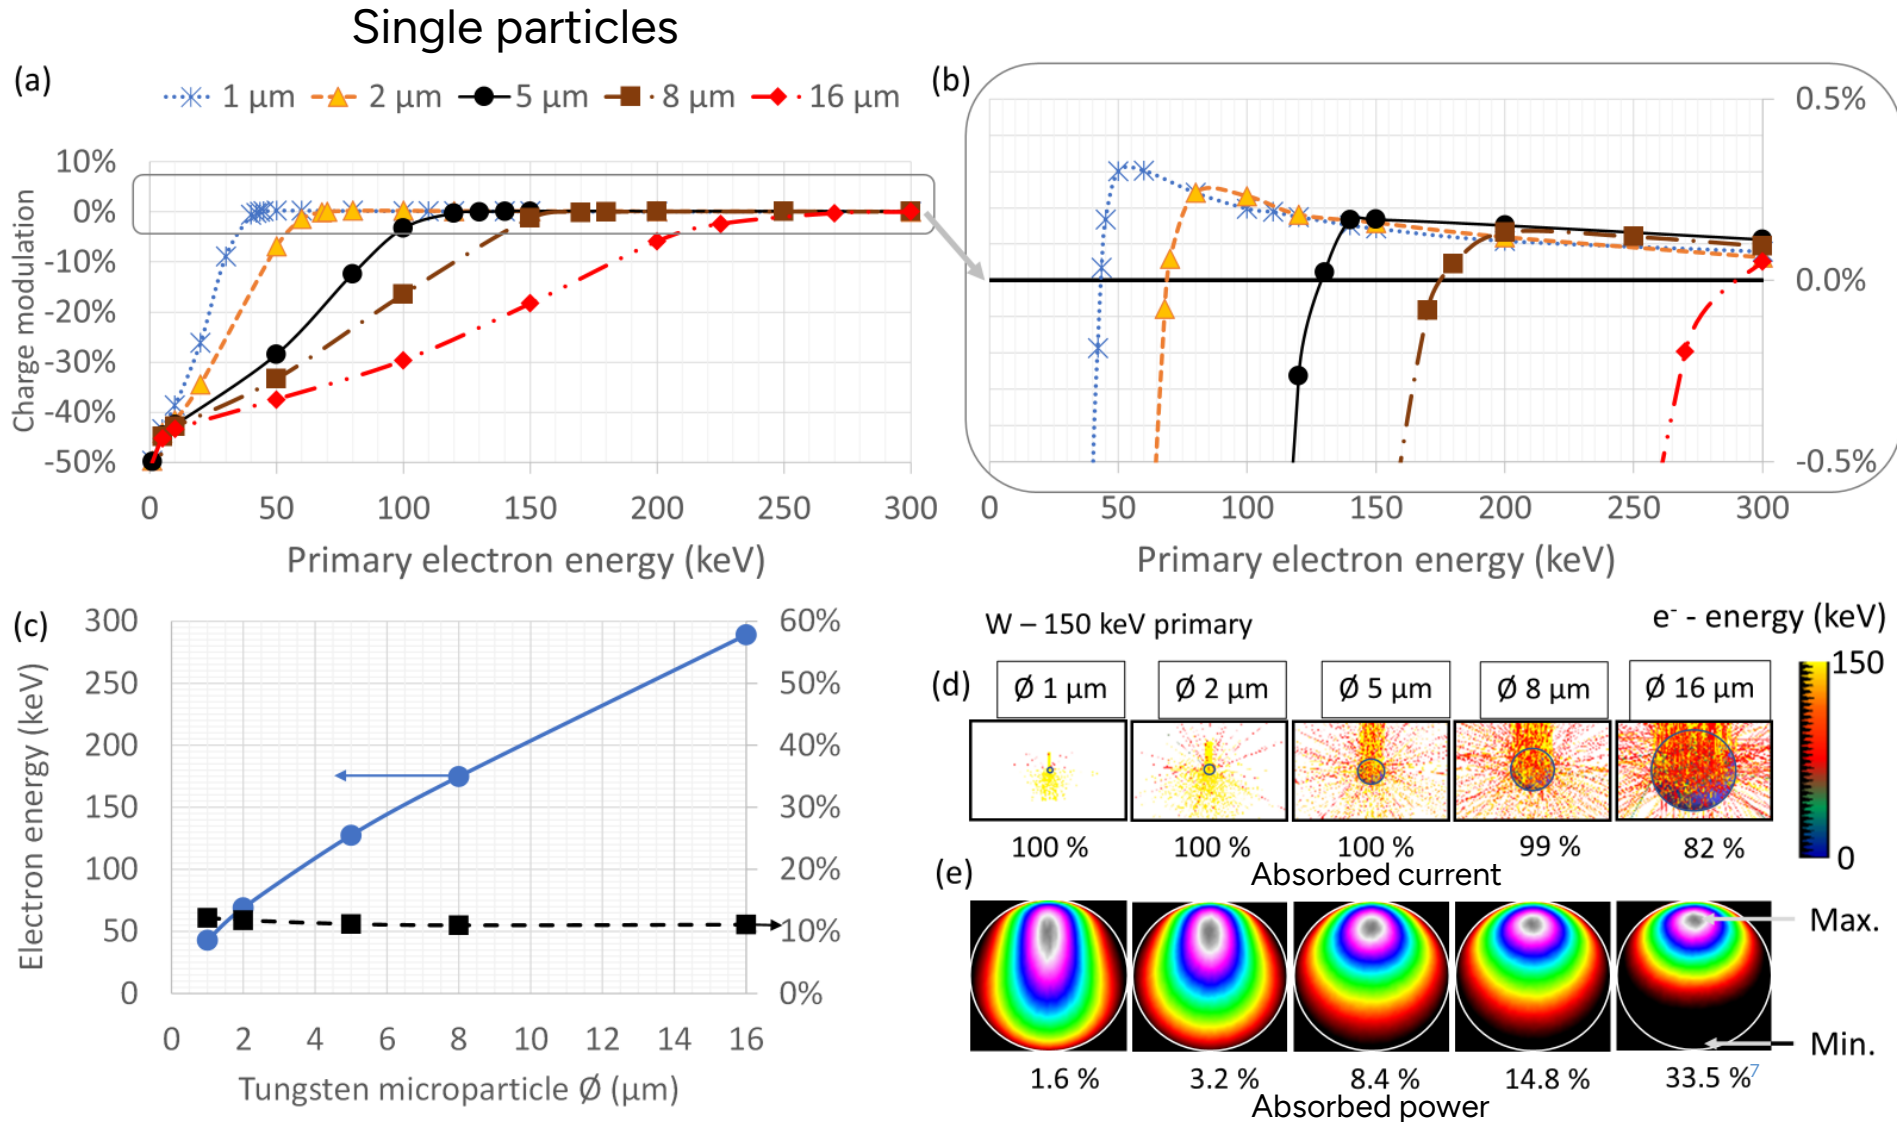 Single particles
(a)
1 µm 2 µm 5 µm 8 µm 16 µm
Charge modulation
10%
0%
-10%
-20%
-30%
-40%
-50%
0 50 100 150 200 250 300
Primary electron energy (keV)
(b)
0.5%
0.0%
-0.5%
0 50 100 150 200 250 300
Primary electron energy (keV)
(c)
Electron energy (keV)
300 60%
250 50%
200 40%
150 30%
100 20%
50 10%
0 0%
0 2 4 6 8 10 12 14 16
Tungsten microparticle Ø (µm)
W – 150 keV primary
e⁻ - energy (keV)
(d)
Ø 1 µm Ø 2 µm Ø 5 µm Ø 8 µm Ø 16 µm
150
0
100 % 100 % 100 % 99 % 82 %
Absorbed current
(e)
Max.
Min.
1.6 % 3.2 % 8.4 % 14.8 % 33.5 %⁷
Absorbed power